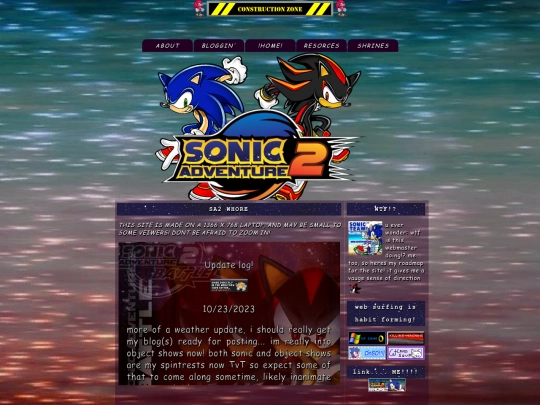 CONSTRUCTION ZONE
ABOUT
BLOGGIN'
!HOME!
RESORCES
SHRINES
SONIC
ADVENTURE 2
SA2 WHORE
THIS SITE IS MADE ON A 1366 X 768 LAPTOP AND MAY BE SMALL TO
SOME VEIWERS! DONT BE AFRAID TO ZOOM IN!
Update log!
10/23/2023
more of a weather update, i should really get
my blog(s) ready for posting... im really into
object shows now! both sonic and object shows
are my spintrests now TvT so expect some of
that to come along sometime, likely inanimate
WTF!?
SONIC TEAM
u ever
wonder: wtf
is this
webmaster
doing!? me
too, so heres my roadmap
for the site! it gives me a
vauge sense of direction
web surfing is
habit forming!
link... ME!!!!